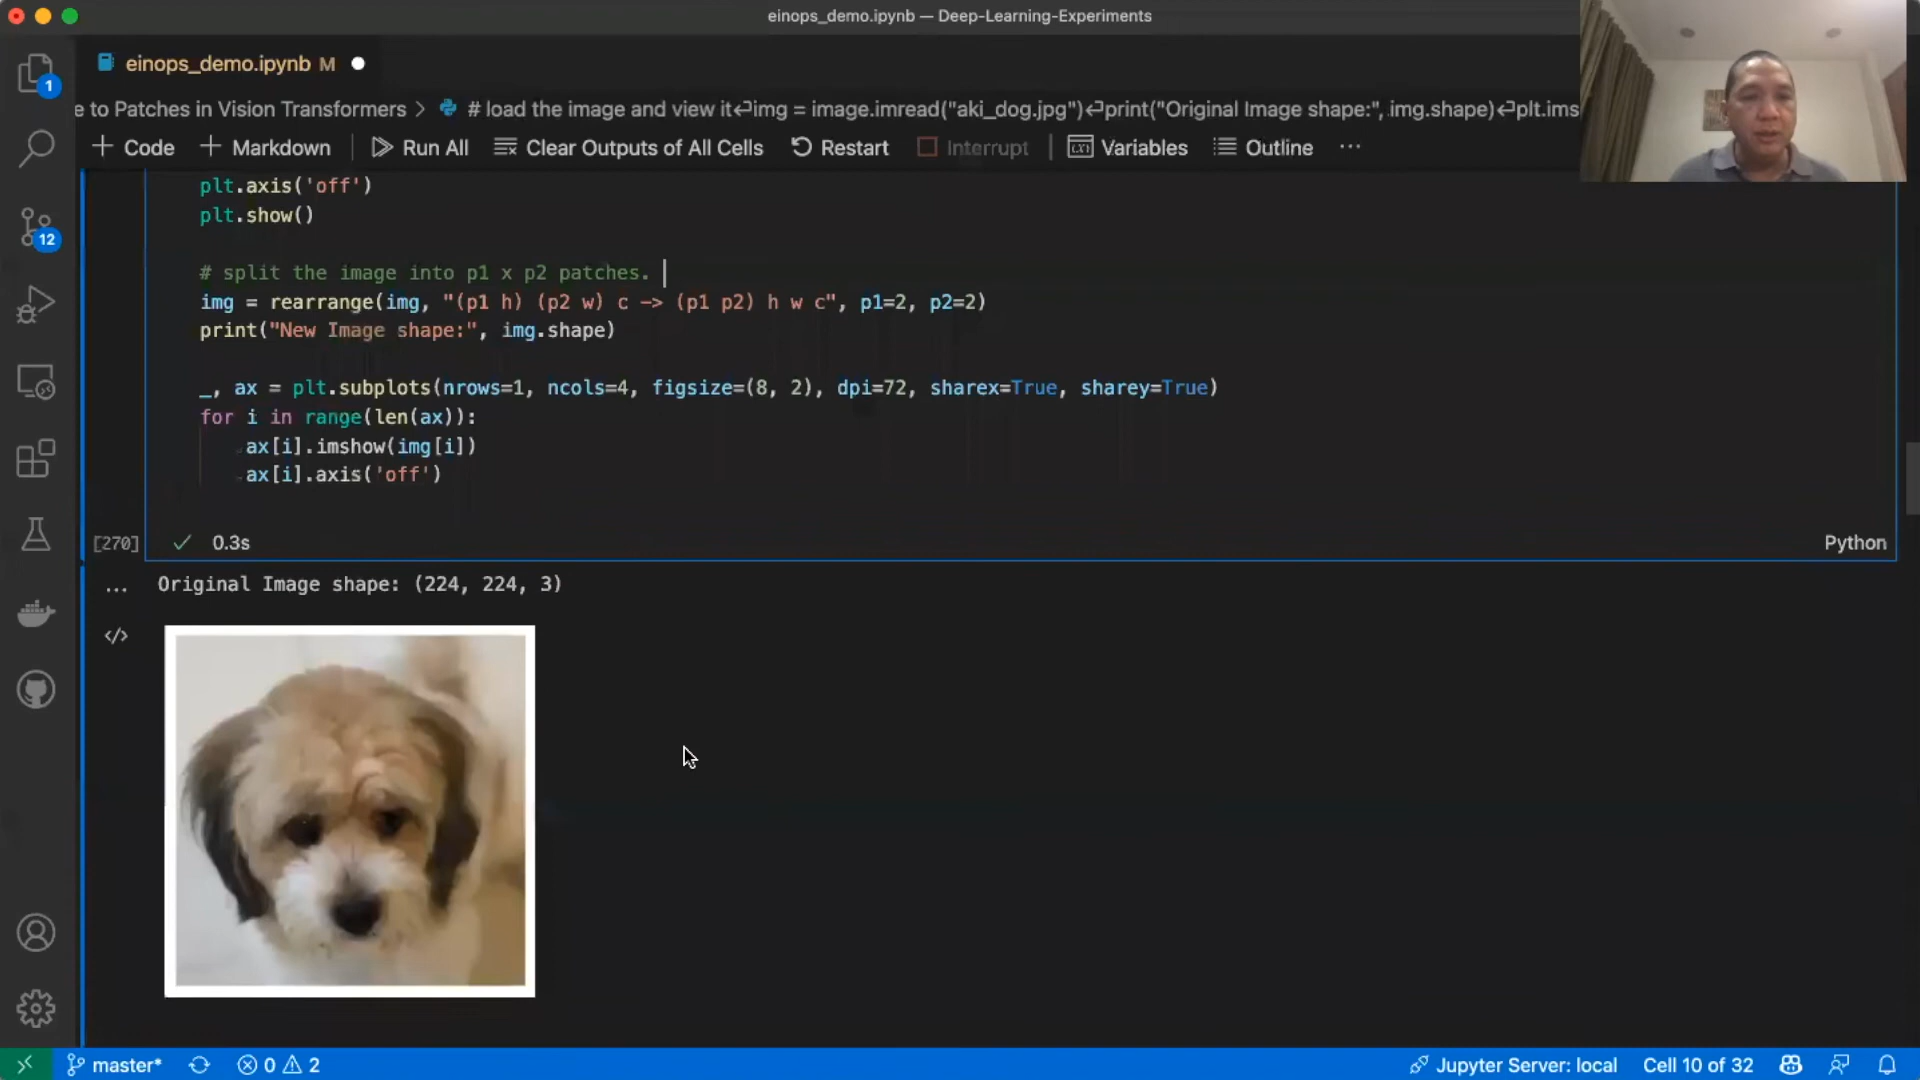 einops_demo.ipynb — Deep-Learning-Experiments
einops_demo.ipynb M
1
e to Patches in Vision Transformers > # load the image and view it↵img = image.imread("aki_dog.jpg")↵print("Original Image shape:", img.shape)↵plt.ims
+ Code + Markdown Run All Clear Outputs of All Cells Restart Interrupt Variables Outline ...
plt.axis('off')
plt.show()
12
# split the image into p1 x p2 patches.
img = rearrange(img, "(p1 h) (p2 w) c -> (p1 p2) h w c", p1=2, p2=2)
print("New Image shape:", img.shape)
_, ax = plt.subplots(nrows=1, ncols=4, figsize=(8, 2), dpi=72, sharex=True, sharey=True)
for i in range(len(ax)):
ax[i].imshow(img[i])
ax[i].axis('off')
[270] ✓ 0.3s Python
... Original Image shape: (224, 224, 3)
</>
master* 0 2 Jupyter Server: local Cell 10 of 32